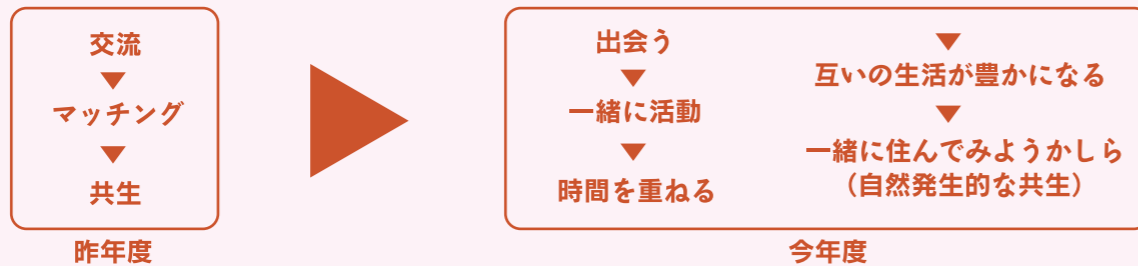 交流
▼
マッチング
▼
共生
昨年度
▶
出会う
▼
一緒に活動
▼
時間を重ねる
▼
互いの生活が豊かになる
▼
一緒に住んでみようかしら
（自然発生的な共生）
今年度